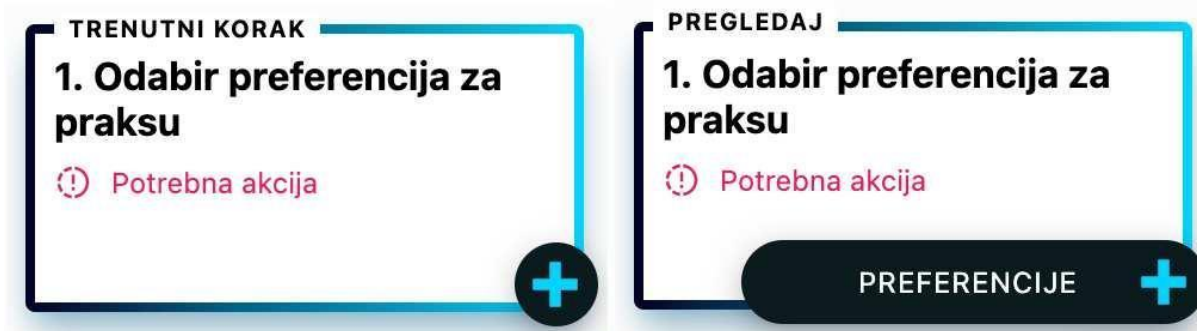 TRENUTNI KORAK
1. Odabir preferencija za
praksu
Potrebna akcija
PREGLEDAJ
1. Odabir preferencija za
praksu
Potrebna akcija
PREFERENCIJE